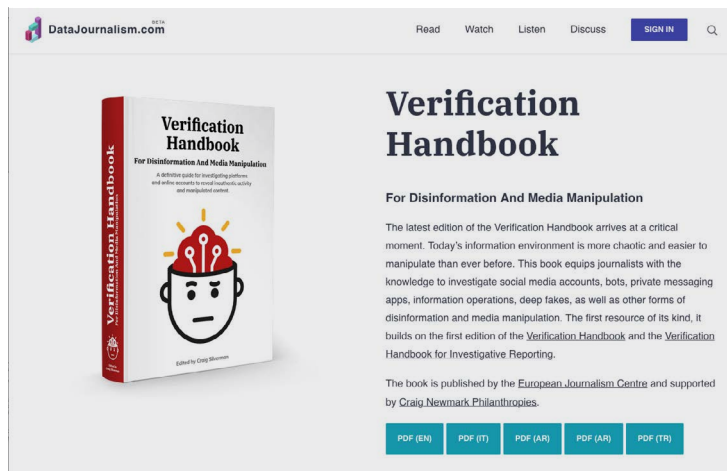 BETA
DataJournalism.com
Read Watch Listen Discuss SIGN IN
Verification
Handbook
For Disinformation And Media Manipulation
A definitive guide for investigating platforms
and online accounts to reveal inauthentic activity
and manipulated content.
Edited by Craig Silverman
Verification Handbook
For Disinformation And Media Manipulation
Verification
Handbook
For Disinformation And Media Manipulation
The latest edition of the Verification Handbook arrives at a critical
moment. Today's information environment is more chaotic and easier to
manipulate than ever before. This book equips journalists with the
knowledge to investigate social media accounts, bots, private messaging
apps, information operations, deep fakes, as well as other forms of
disinformation and media manipulation. The first resource of its kind, it
builds on the first edition of the Verification Handbook and the Verification
Handbook for Investigative Reporting.
The book is published by the European Journalism Centre and supported
by Craig Newmark Philanthropies.
PDF (EN) PDF (IT) PDF (AR) PDF (AR) PDF (TR)